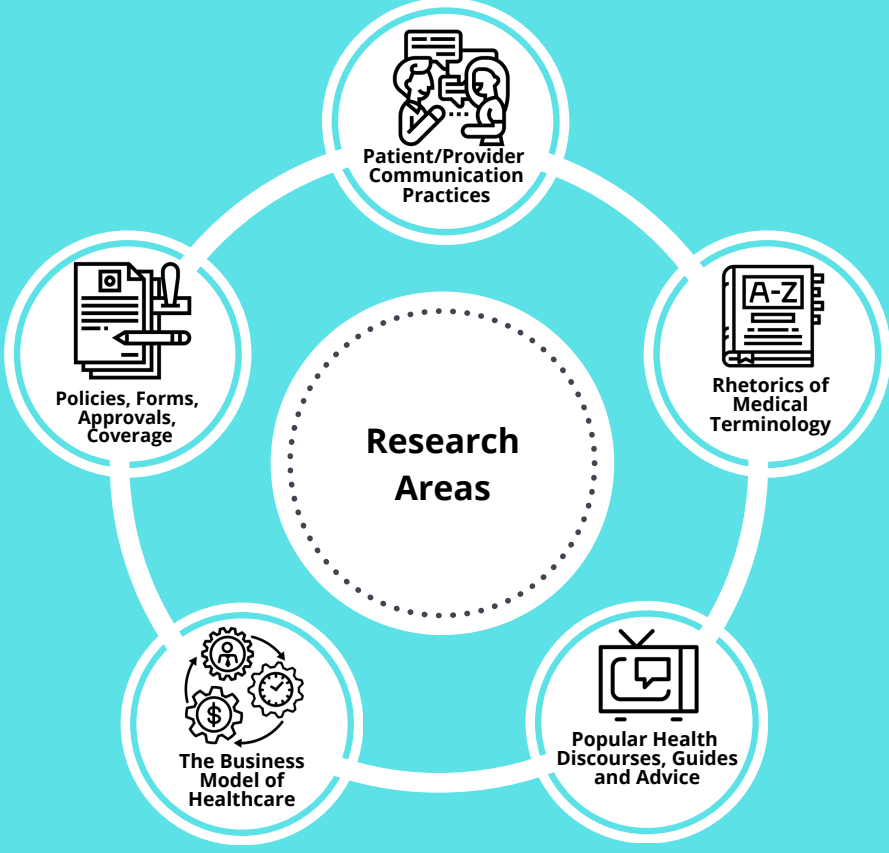 Patient/Provider
Communication
Practices
A-Z
Rhetorics of
Medical
Terminology
Policies, Forms,
Approvals,
Coverage
Research
Areas
$
The Business
Model of
Healthcare
Popular Health
Discourses, Guides
and Advice